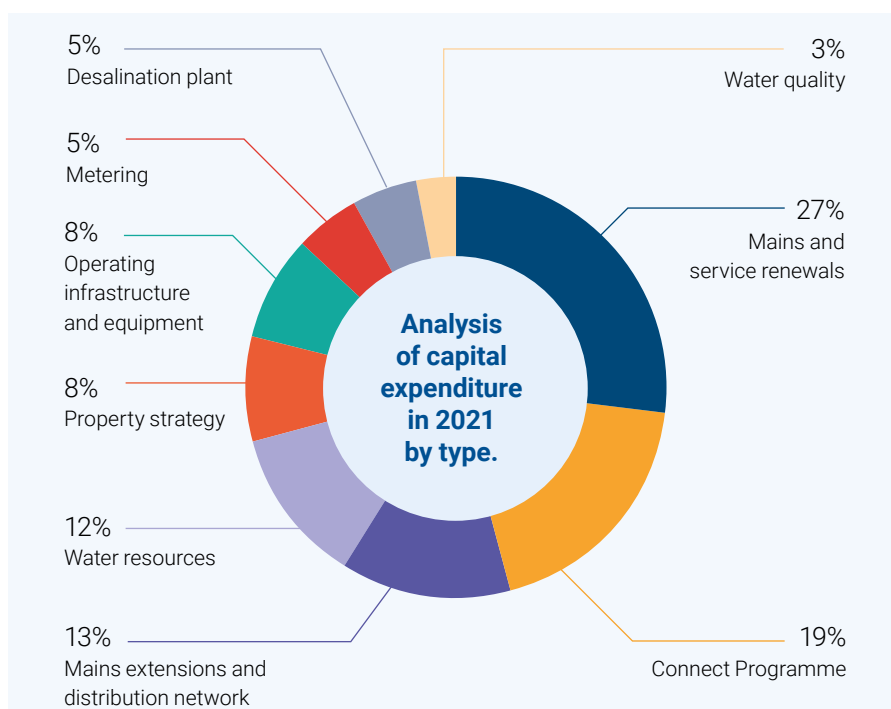 5%
Desalination plant
3%
Water quality
5%
Metering
27%
Mains and
service renewals
8%
Operating
infrastructure
and equipment
Analysis
of capital
expenditure
in 2021
by type.
8%
Property strategy
12%
Water resources
13%
Mains extensions and
distribution network
19%
Connect Programme